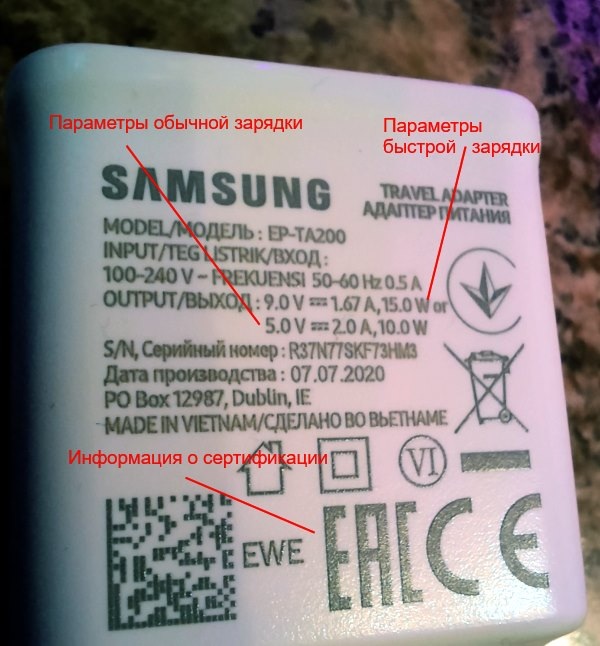 Параметры обычной зарядки
Параметры
быстрой зарядки
SAMSUNG
TRAVEL ADAPTER
АДАПТЕР ПИТАНИЯ
MODEL/МОДЕЛЬ : EP-TA200
INPUT/TEG LISTRIK/ВХОД :
100-240 V ~ FREKUENSI 50-60 Hz 0.5 A
OUTPUT/ВЫХОД : 9.0 V ⎓ 1.67 A, 15.0 W or
5.0 V ⎓ 2.0 A, 10.0 W
S/N, Серийный номер : R37N77SKF73HM3
Дата производства : 07.07.2020
PO Box 12987, Dublin, IE
MADE IN VIETNAM/СДЕЛАНО ВО ВЬЕТНАМЕ
Информация о сертификации
VI
EWE
EAC CE